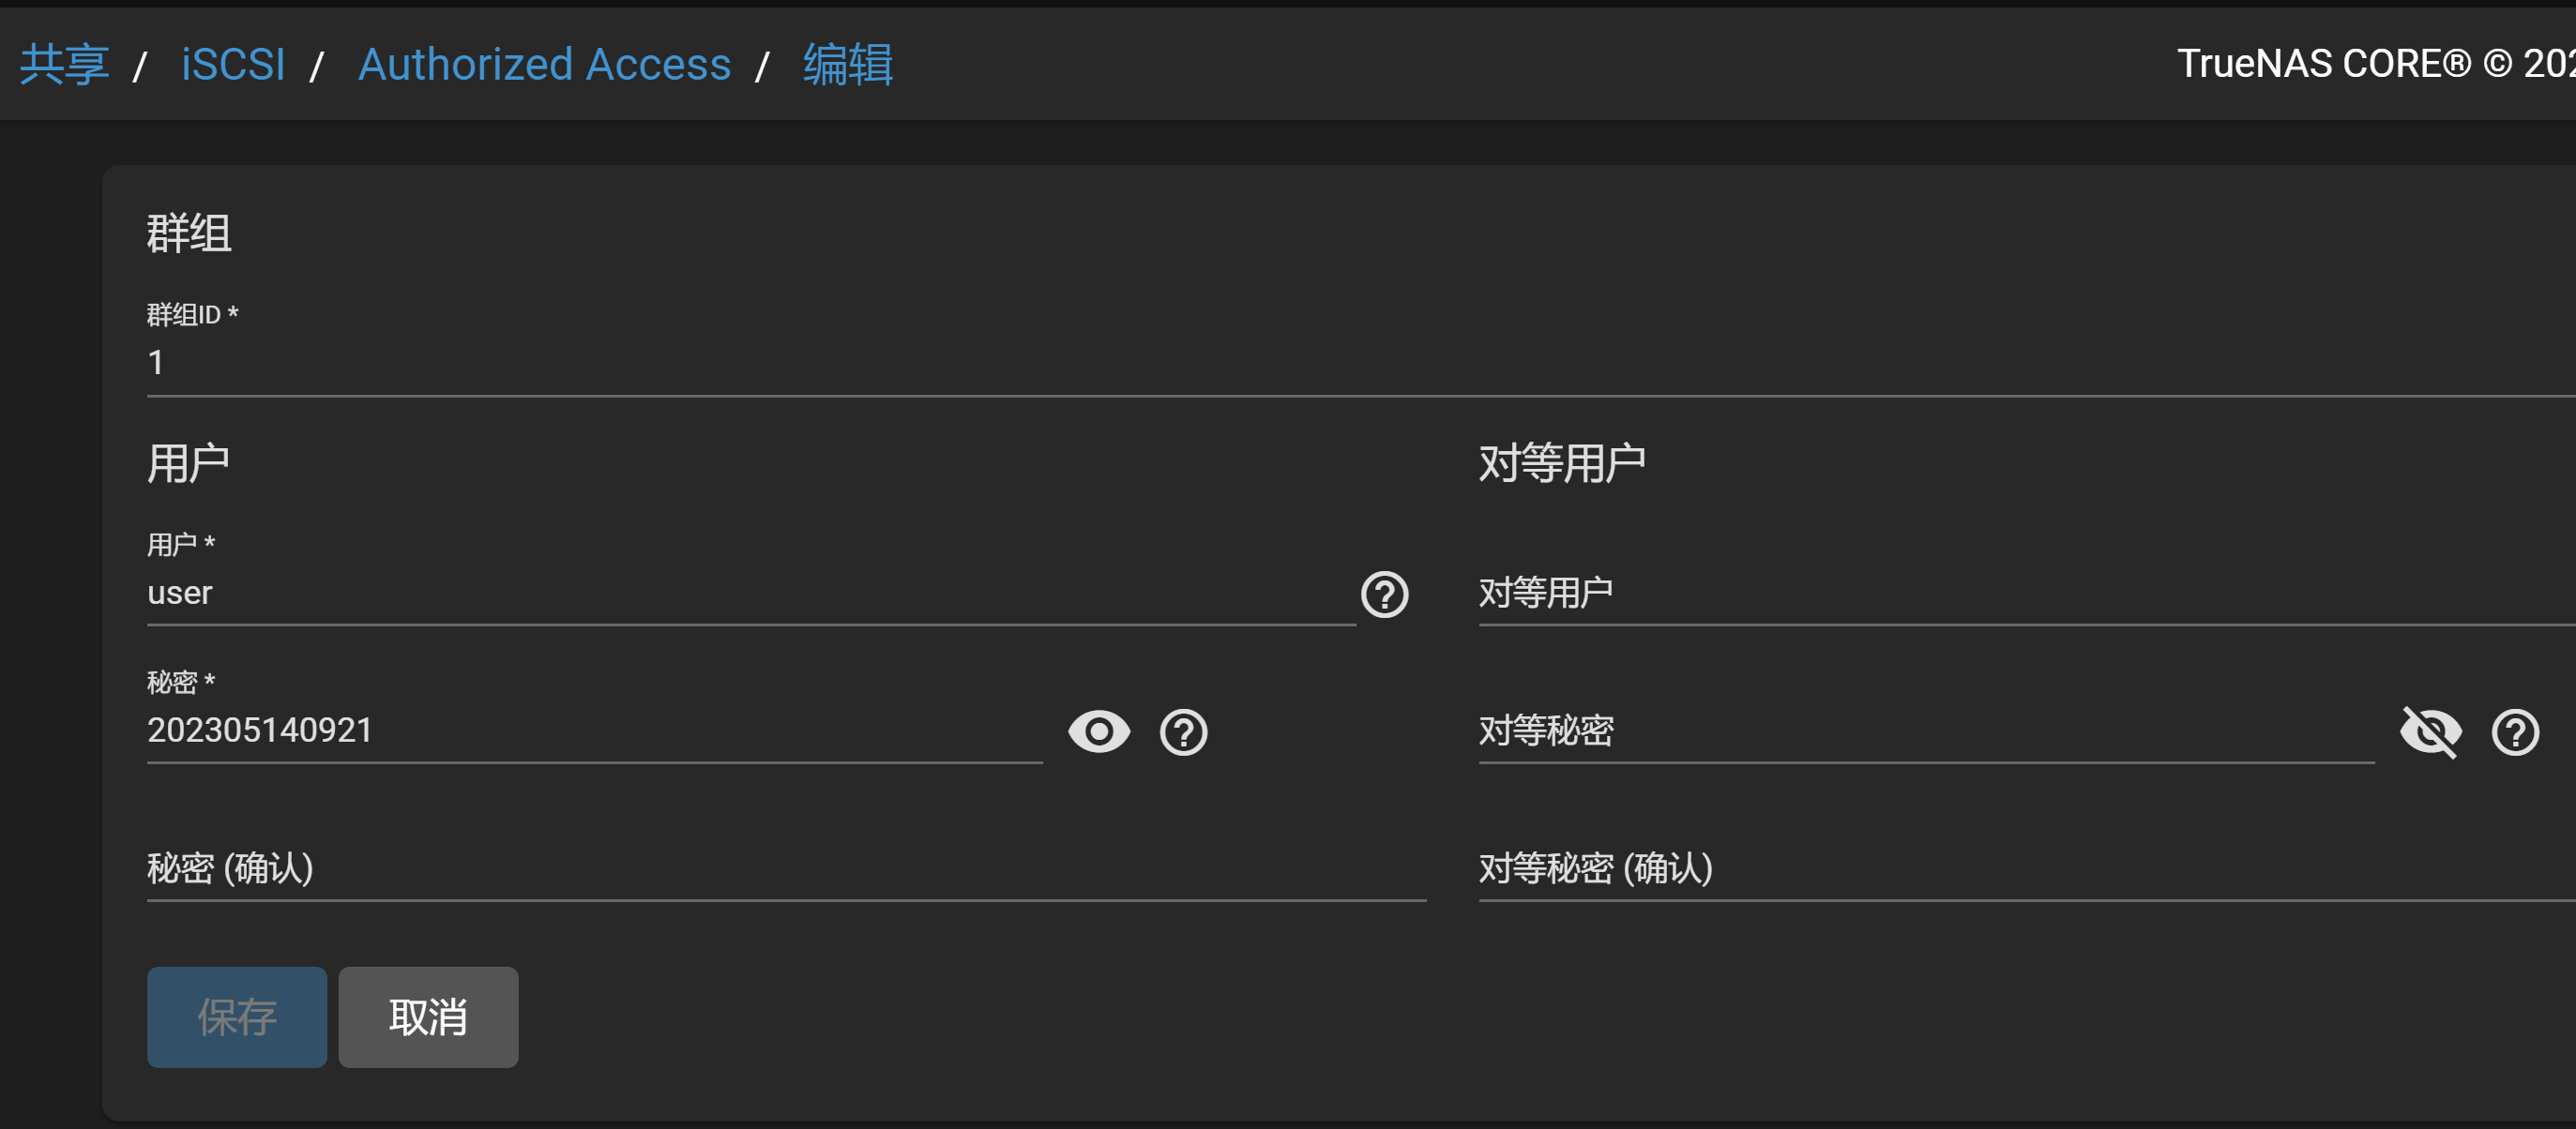 共享 / iSCSI / Authorized Access / 编辑
TrueNAS CORE® © 202
群组
群组ID *
1
用户
对等用户
用户 *
user
对等用户
秘密 *
202305140921
对等秘密
秘密 (确认)
对等秘密 (确认)
保存
取消